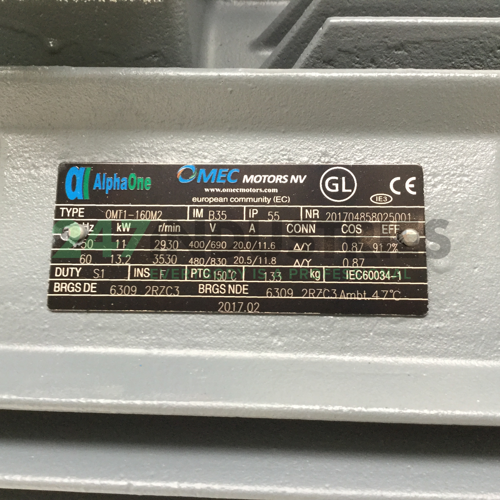 AlphaOne OMEC MOTORS NV GL IE3
www.omecmotors.com
european community (EC)
TYPE OMT1-160M2 IM B35 IP 55 NR 201704858025001
Hz kW r/min V A CONN COS EFF
50 11 2930 400/690 20.0/11.6 Δ/Y 0.87 91.2%
60 13.2 3530 480/830 20.5/11.8 Δ/Y 0.87
DUTY S1 INS F PTC 150°C 133 kg IEC60034-1
BRGS DE 6309 2RZC3 BRGS NDE 6309 2RZC3 Ambt 47°C
2017.02